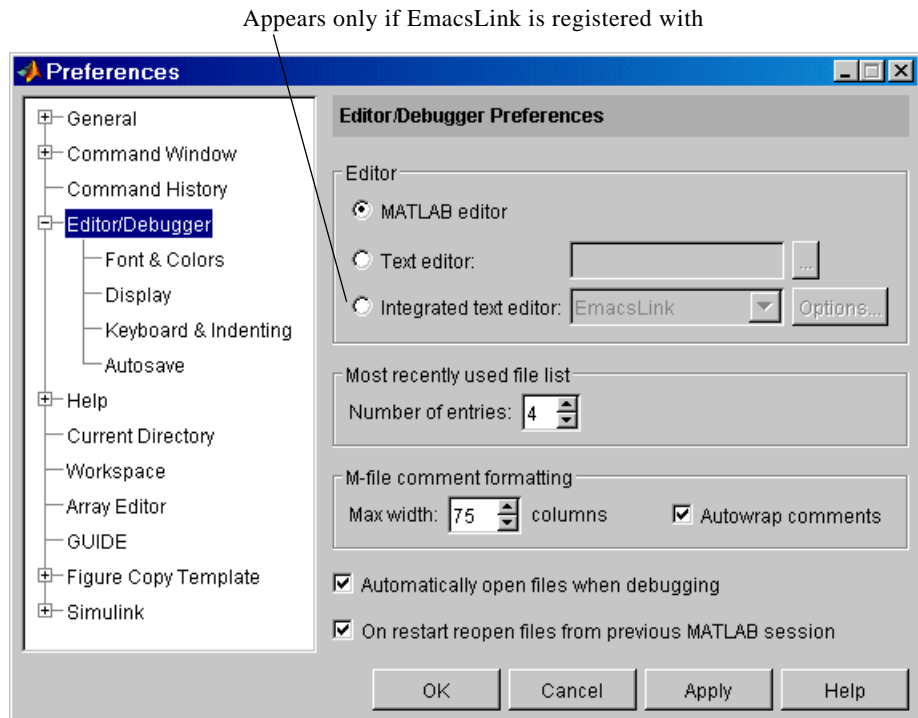 Appears only if EmacsLink is registered with
Preferences
General
Command Window
Command History
Editor/Debugger
Font & Colors
Display
Keyboard & Indenting
Autosave
Help
Current Directory
Workspace
Array Editor
GUIDE
Figure Copy Template
Simulink
Editor/Debugger Preferences
Editor
MATLAB editor
Text editor:
...
Integrated text editor: EmacsLink Options...
Most recently used file list
Number of entries: 4
M-file comment formatting
Max width: 75 columns Autowrap comments
Automatically open files when debugging
On restart reopen files from previous MATLAB session
OK Cancel Apply Help